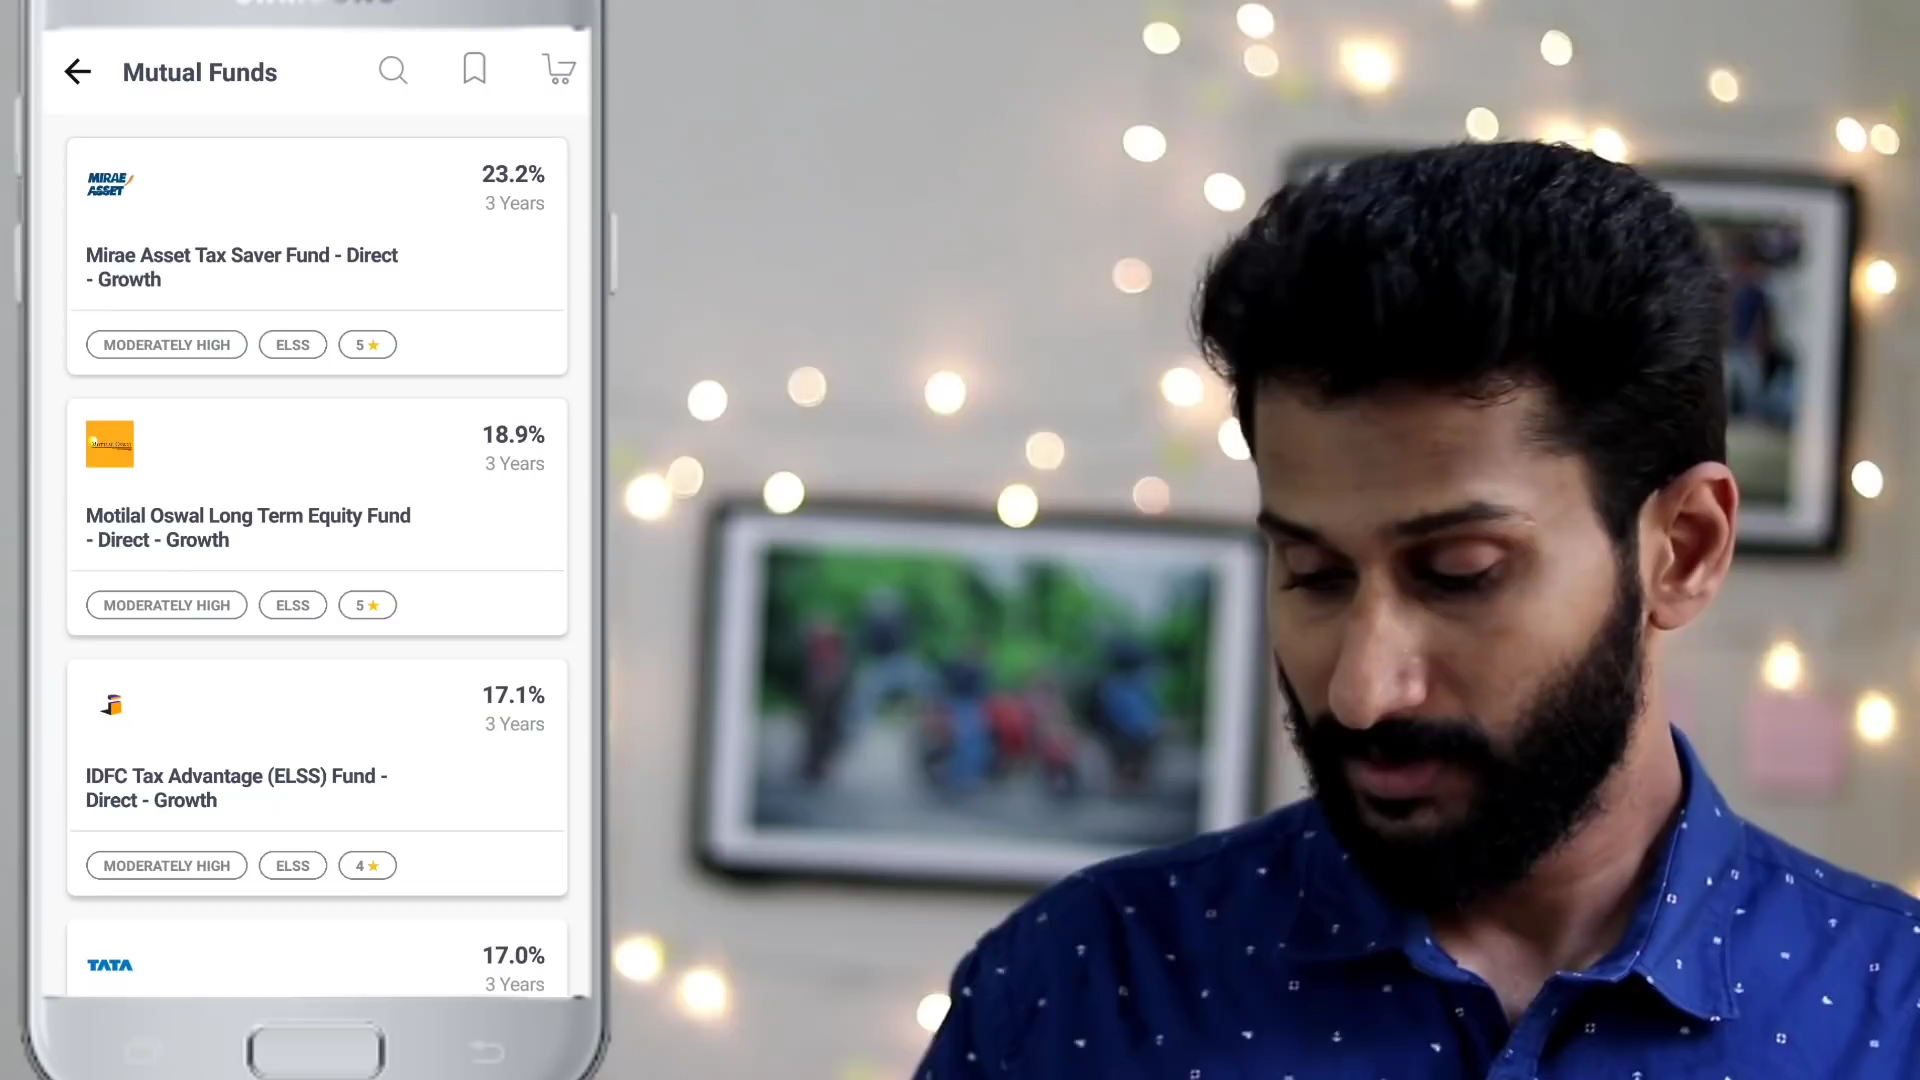 Mutual Funds
MIRAE
ASSET
23.2%
3 Years
Mirae Asset Tax Saver Fund - Direct
- Growth
MODERATELY HIGH
ELSS
5★
18.9%
3 Years
Motilal Oswal Long Term Equity Fund
- Direct - Growth
MODERATELY HIGH
ELSS
5★
17.1%
3 Years
IDFC Tax Advantage (ELSS) Fund -
Direct - Growth
MODERATELY HIGH
ELSS
4★
TATA
17.0%
3 Years